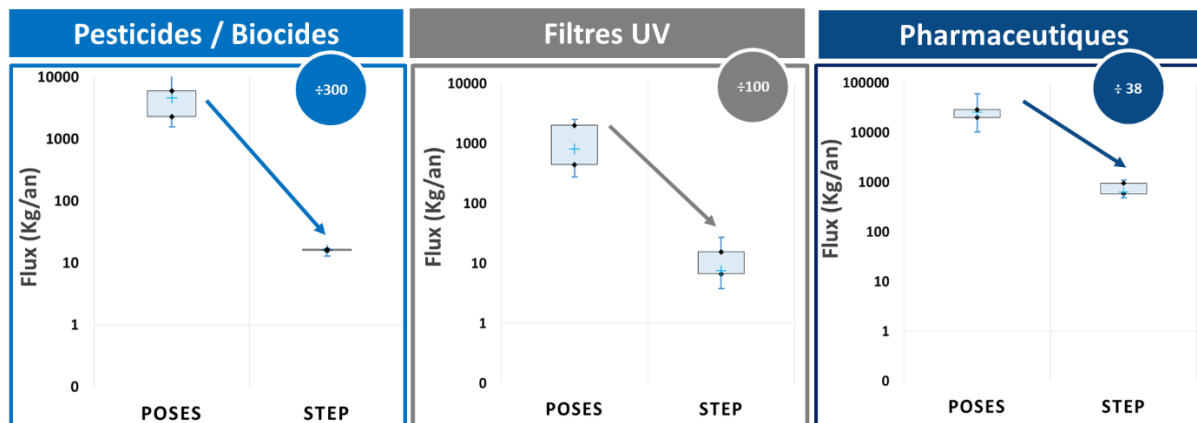 Pesticides / Biocides
÷300
Flux (Kg/an)
10000
1000
100
10
1
0
POSES
STEP
Filtres UV
÷100
Flux (Kg/an)
10000
1000
100
10
1
0
POSES
STEP
Pharmaceutiques
÷ 38
Flux (Kg/an)
100000
10000
1000
100
10
1
0
POSES
STEP